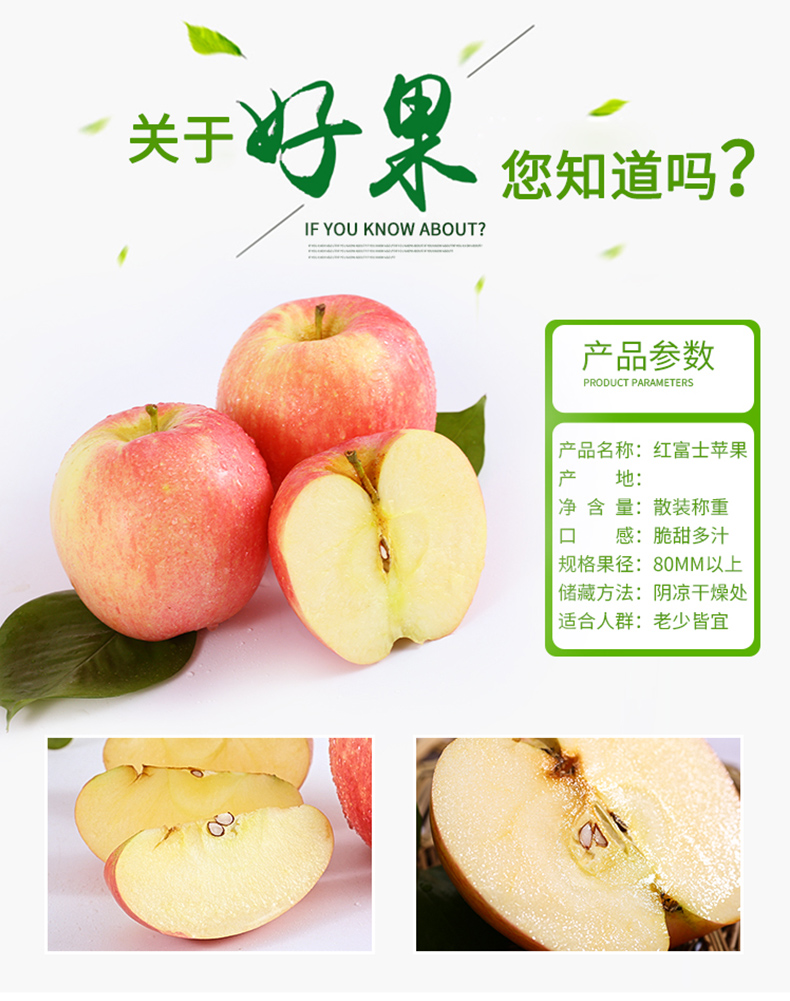 关于好果
您知道吗？
IF YOU KNOW ABOUT?
产品参数
PRODUCT PARAMETERS
产品名称：红富士苹果
产 地：
净 含 量：散装称重
口 感：脆甜多汁
规格果径：80MM以上
储藏方法：阴凉干燥处
适合人群：老少皆宜